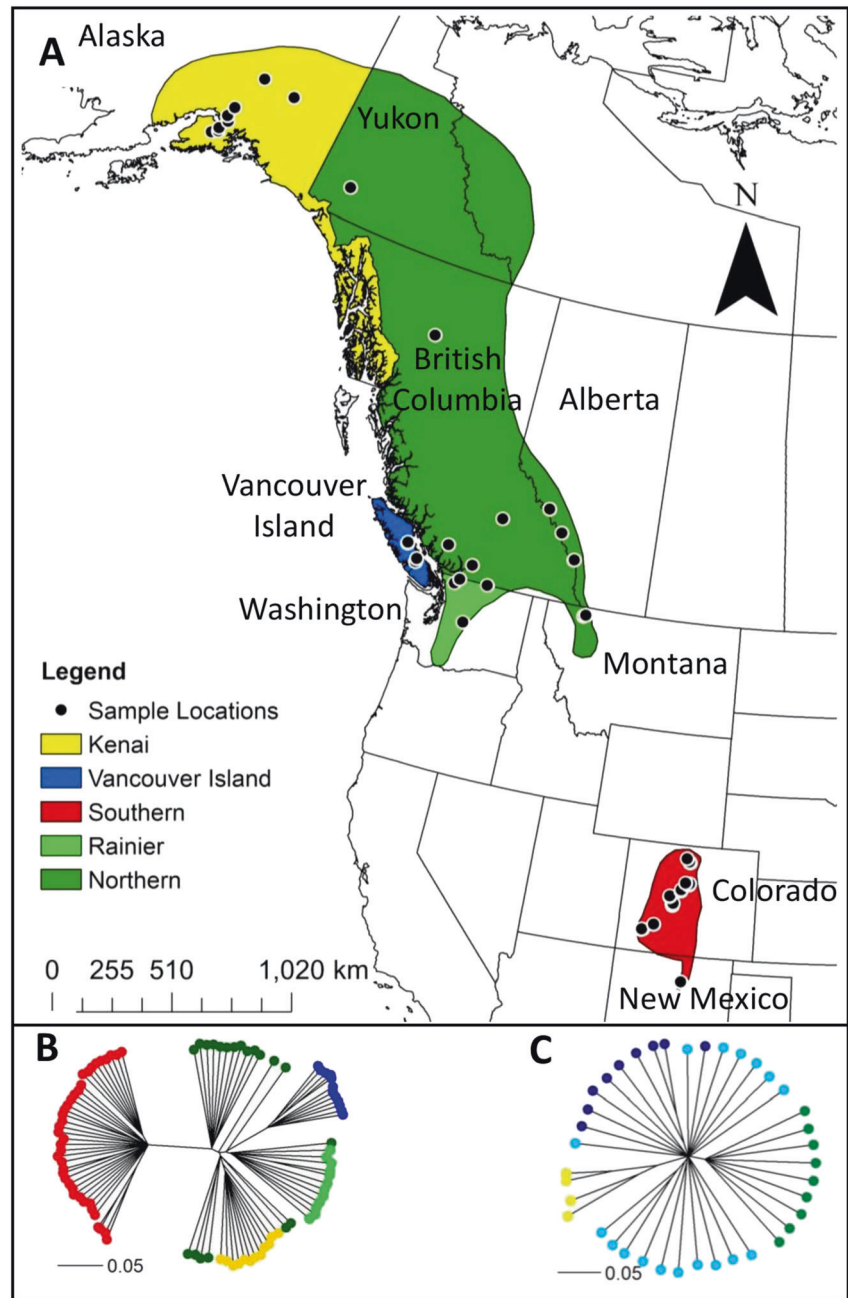 A
Alaska
Yukon
N
British
Columbia
Alberta
Vancouver
Island
Washington
Montana
Legend
Sample Locations
Kenai
Vancouver Island
Southern
Rainier
Northern
Colorado
0 255 510 1,020 km
New Mexico
B
C
0.05
0.05